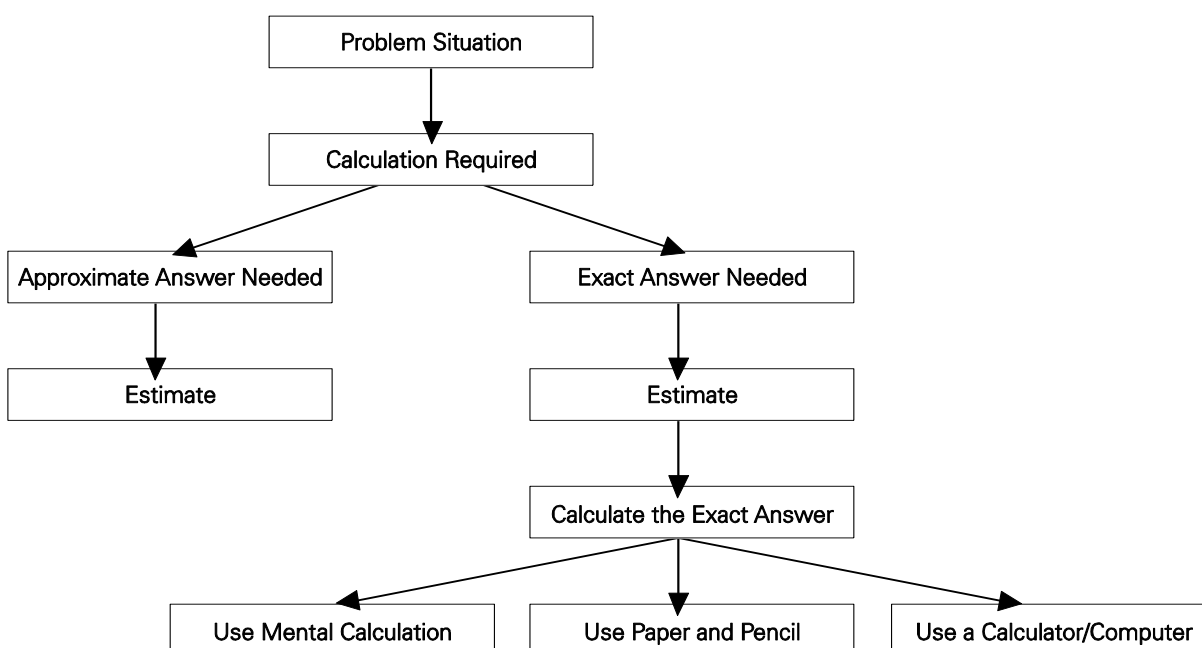 Problem Situation
Calculation Required
Approximate Answer Needed
Exact Answer Needed
Estimate
Estimate
Calculate the Exact Answer
Use Mental Calculation
Use Paper and Pencil
Use a Calculator/Computer